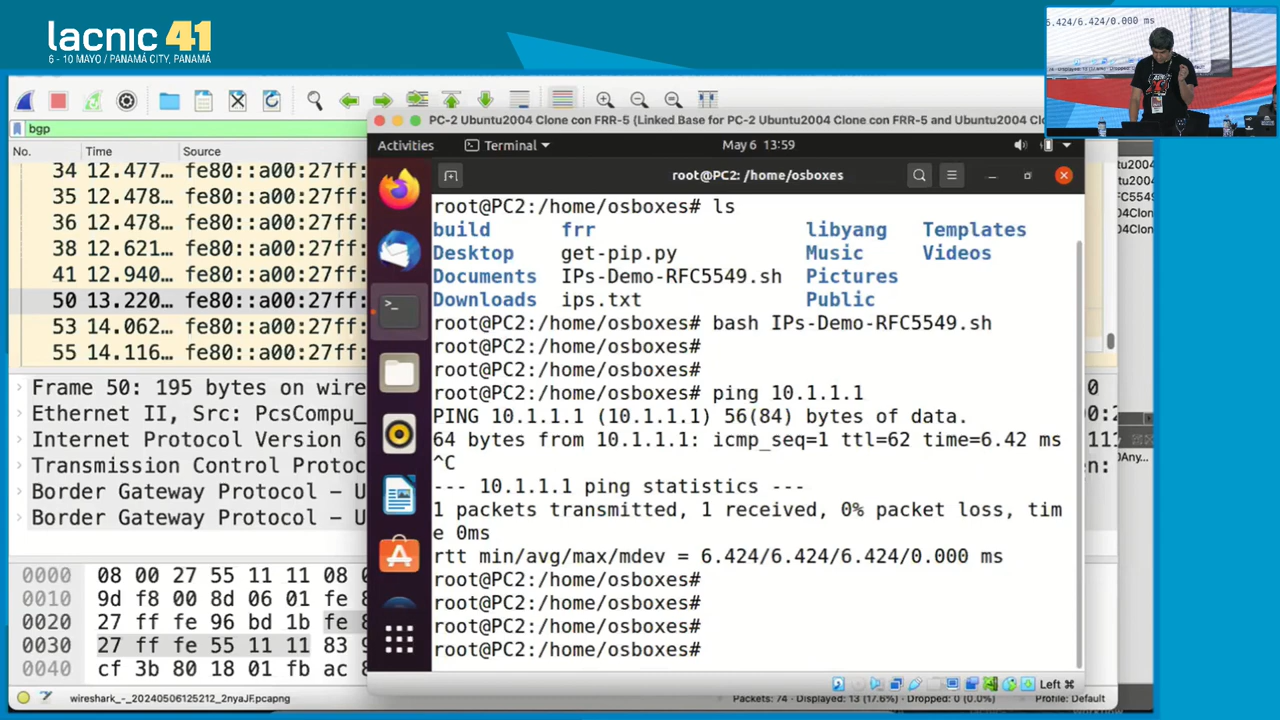 lacnic 41
6 - 10 MAYO / PANAMÁ CITY, PANAMÁ
6.424/6.424/0.000 ms
bgp
No. Time Source
34 12.477… fe80::a00:27ff:
35 12.478… fe80::a00:27ff:
36 12.478… fe80::a00:27ff:
38 12.621… fe80::a00:27ff:
41 12.940… fe80::a00:27ff:
50 13.220… fe80::a00:27ff:
53 14.062… fe80::a00:27ff:
55 14.116… fe80::a00:27ff:
Frame 50: 195 bytes on wire
Ethernet II, Src: PcsCompu_
Internet Protocol Version 6
Transmission Control Protoc
Border Gateway Protocol – U
Border Gateway Protocol – U
0000 08 00 27 55 11 11 08 0
0010 9d f8 00 8d 06 01 fe 8
0020 27 ff fe 96 bd 1b fe 8
0030 27 ff fe 55 11 11 83 9
0040 cf 3b 80 18 01 fb ac 8
wireshark_-_20240506125212_2nyaJF.pcapng
Packets: 74 · Displayed: 13 (17.6%) · Dropped: 0 (0.0%)
Profile: Default
PC-2 Ubuntu2004 Clone con FRR-5 (Linked Base for PC-2 Ubuntu2004 Clone con FRR-5 and Ubuntu2004 Clon
Activities Terminal May 6 13:59
root@PC2: /home/osboxes
root@PC2:/home/osboxes# ls
build frr libyang Templates
Desktop get-pip.py Music Videos
Documents IPs-Demo-RFC5549.sh Pictures
Downloads ips.txt Public
root@PC2:/home/osboxes# bash IPs-Demo-RFC5549.sh
root@PC2:/home/osboxes#
root@PC2:/home/osboxes#
root@PC2:/home/osboxes# ping 10.1.1.1
PING 10.1.1.1 (10.1.1.1) 56(84) bytes of data.
64 bytes from 10.1.1.1: icmp_seq=1 ttl=62 time=6.42 ms
^C
--- 10.1.1.1 ping statistics ---
1 packets transmitted, 1 received, 0% packet loss, tim
e 0ms
rtt min/avg/max/mdev = 6.424/6.424/6.424/0.000 ms
root@PC2:/home/osboxes#
root@PC2:/home/osboxes#
root@PC2:/home/osboxes#
root@PC2:/home/osboxes#
Left ⌘